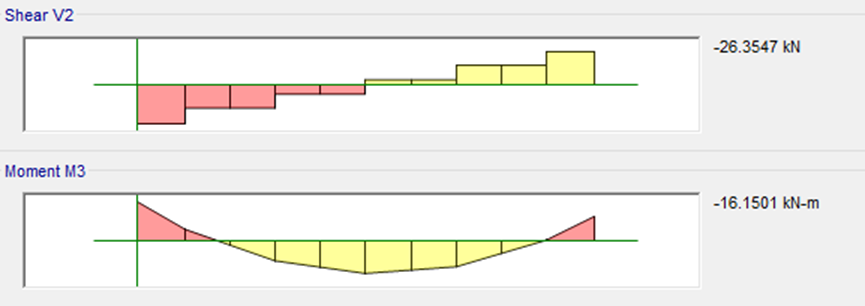 Shear V2
-26.3547 kN
Moment M3
-16.1501 kN-m